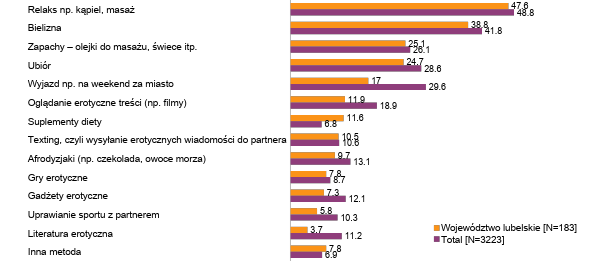 Relaks np. kąpiel, masaż 47,6
48.8
Bielizna 38,8
41.8
Zapachy – olejki do masażu, świece itp. 25,1
26.1
Ubiór 24,7
28.6
Wyjazd np. na weekend za miasto 17
29.6
Oglądanie erotyczne treści (np. filmy) 11.9
18.9
Suplementy diety 11.6
6.8
Texting, czyli wysyłanie erotycznych wiadomości do partnera 10.5
10.6
Afrodyzjaki (np. czekolada, owoce morza) 9.7
13.1
Gry erotyczne 7.8
8.7
Gadżety erotyczne 7.3
12.1
Uprawianie sportu z partnerem 5.8
10.3
Literatura erotyczna 3.7
11.2
Inna metoda 7.8
6.9
Województwo lubelskie [N=183]
Total [N=3223]